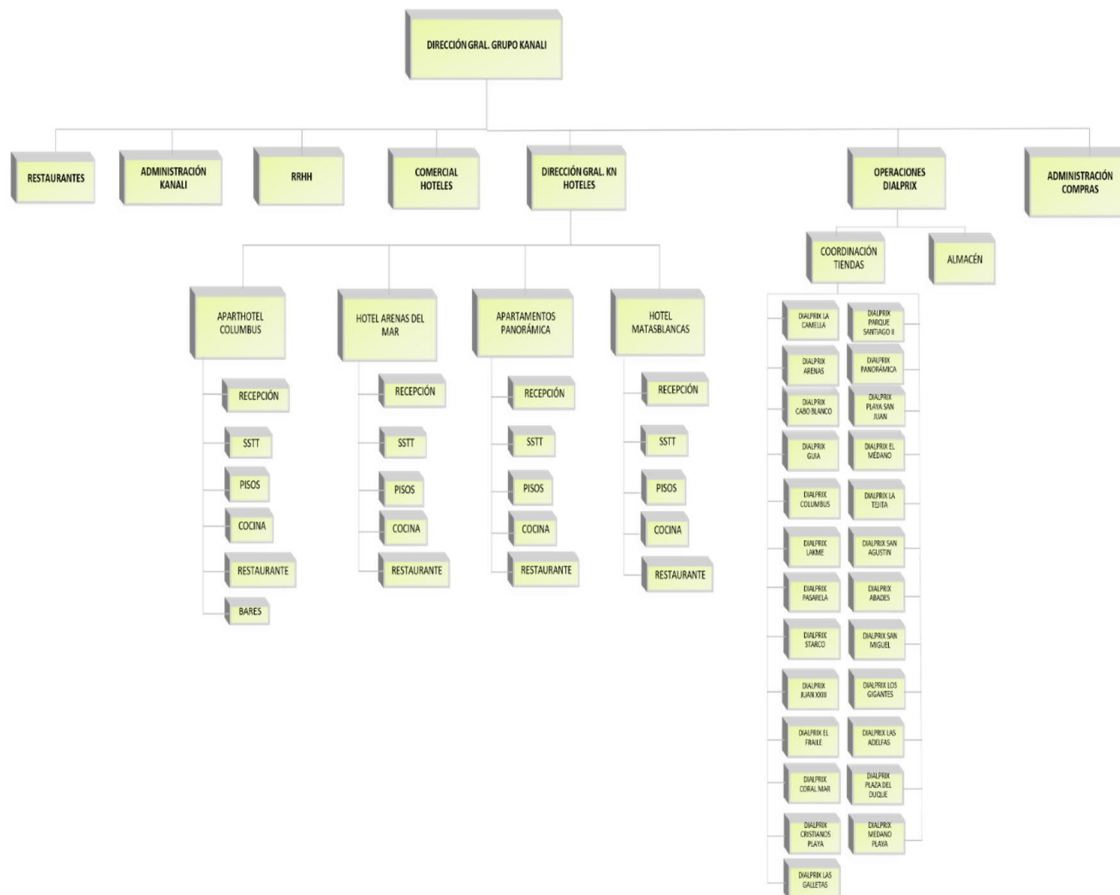 DIRECCIÓN GRAL. GRUPO KANALI
RESTAURANTES
ADMINISTRACIÓN
KANALI
RRHH
COMERCIAL
HOTELES
DIRECCIÓN GRAL. KN
HOTELES
OPERACIONES
DIALPRIX
ADMINISTRACIÓN
COMPRAS
COORDINACIÓN
TIENDAS
ALMACÉN
APARTHOTEL
COLUMBUS
RECEPCIÓN
SSTT
PISOS
COCINA
RESTAURANTE
BARES
HOTEL ARENAS DEL
MAR
RECEPCIÓN
SSTT
PISOS
COCINA
RESTAURANTE
APARTAMENTOS
PANORÁMICA
RECEPCIÓN
SSTT
PISOS
COCINA
RESTAURANTE
HOTEL
MATASBLANCAS
RECEPCIÓN
SSTT
PISOS
COCINA
RESTAURANTE
DIALPRIX LA
CAMELLA
DIALPRIX
PARQUE
SANTIAGO II
DIALPRIX
ARENAS
DIALPRIX
PANORÁMICA
DIALPRIX
CABO BLANCO
DIALPRIX
PLAYA SAN
JUAN
DIALPRIX
GUIA
DIALPRIX EL
MÉDANO
DIALPRIX
COLUMBUS
DIALPRIX LA
TEJITA
DIALPRIX
LAKME
DIALPRIX SAN
AGUSTIN
DIALPRIX
PASARELA
DIALPRIX
ABADES
DIALPRIX
STARCO
DIALPRIX SAN
MIGUEL
DIALPRIX
JUAN XXIII
DIALPRIX LOS
GIGANTES
DIALPRIX EL
FRAILE
DIALPRIX LAS
ADELFAS
DIALPRIX
CORAL MAR
DIALPRIX
PLAZA DEL
DUQUE
DIALPRIX
CRISTIANOS
PLAYA
DIALPRIX
MEDANO
PLAYA
DIALPRIX LAS
GALLETAS